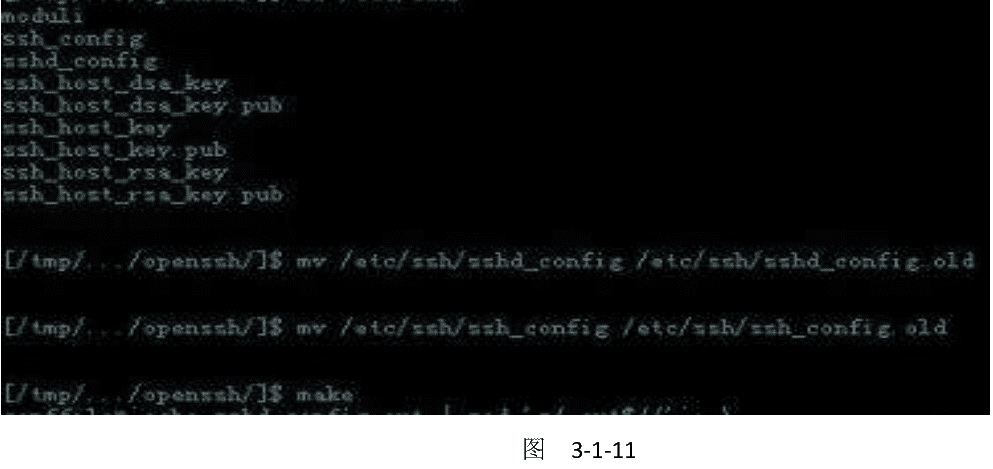 moduli
ssh_config
sshd_config
ssh_host_dsa_key
ssh_host_dsa_key.pub
ssh_host_key
ssh_host_key.pub
ssh_host_rsa_key
ssh_host_rsa_key.pub
[/tmp/.../openssh/]$ mv /etc/ssh/sshd_config /etc/ssh/sshd_config.old
[/tmp/.../openssh/]$ mv /etc/ssh/ssh_config /etc/ssh/ssh_config.old
[/tmp/.../openssh/]$ make
图 3-1-11